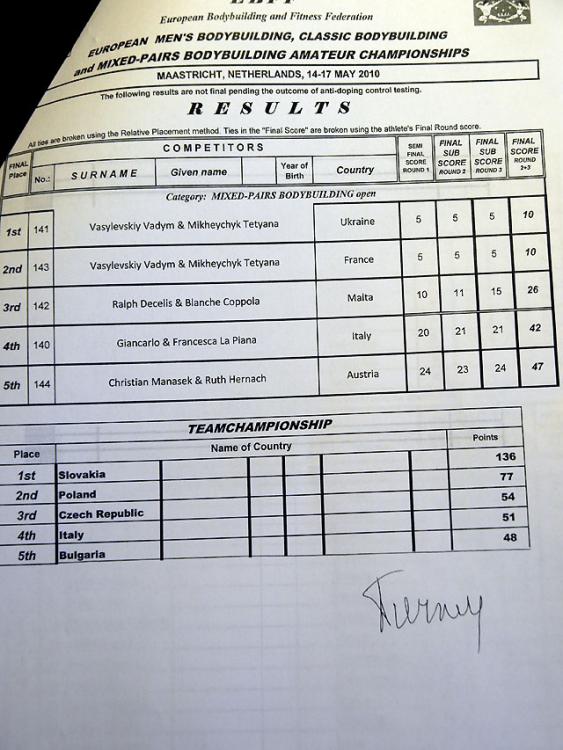 European Bodybuilding and Fitness Federation
EUROPEAN MEN'S BODYBUILDING, CLASSIC BODYBUILDING
and MIXED-PAIRS BODYBUILDING AMATEUR CHAMPIONSHIPS
MAASTRICHT, NETHERLANDS, 14-17 MAY 2010
The following results are not final pending the outcome of anti-doping control testing.
RESULTS
All ties are broken using the Relative Placement method. Ties in the "Final Score" are broken using the athlete's Final Round score.
FINAL Place COMPETITORS SEMI FINAL SCORE ROUND 1 FINAL SUB SCORE ROUND 2 FINAL SUB SCORE ROUND 3 FINAL SCORE ROUND 2+3
No.: SURNAME Given name Year of Birth Country
Category: MIXED-PAIRS BODYBUILDING open
1st 141 Vasylevskiy Vadym & Mikheychyk Tetyana Ukraine 5 5 5 10
2nd 143 Vasylevskiy Vadym & Mikheychyk Tetyana France 5 5 5 10
3rd 142 Ralph Decelis & Blanche Coppola Malta 10 11 15 26
4th 140 Giancarlo & Francesca La Piana Italy 20 21 21 42
5th 144 Christian Manasek & Ruth Hernach Austria 24 23 24 47
TEAMCHAMPIONSHIP
Place Name of Country Points
1st Slovakia 136
2nd Poland 77
3rd Czech Republic 54
4th Italy 51
5th Bulgaria 48